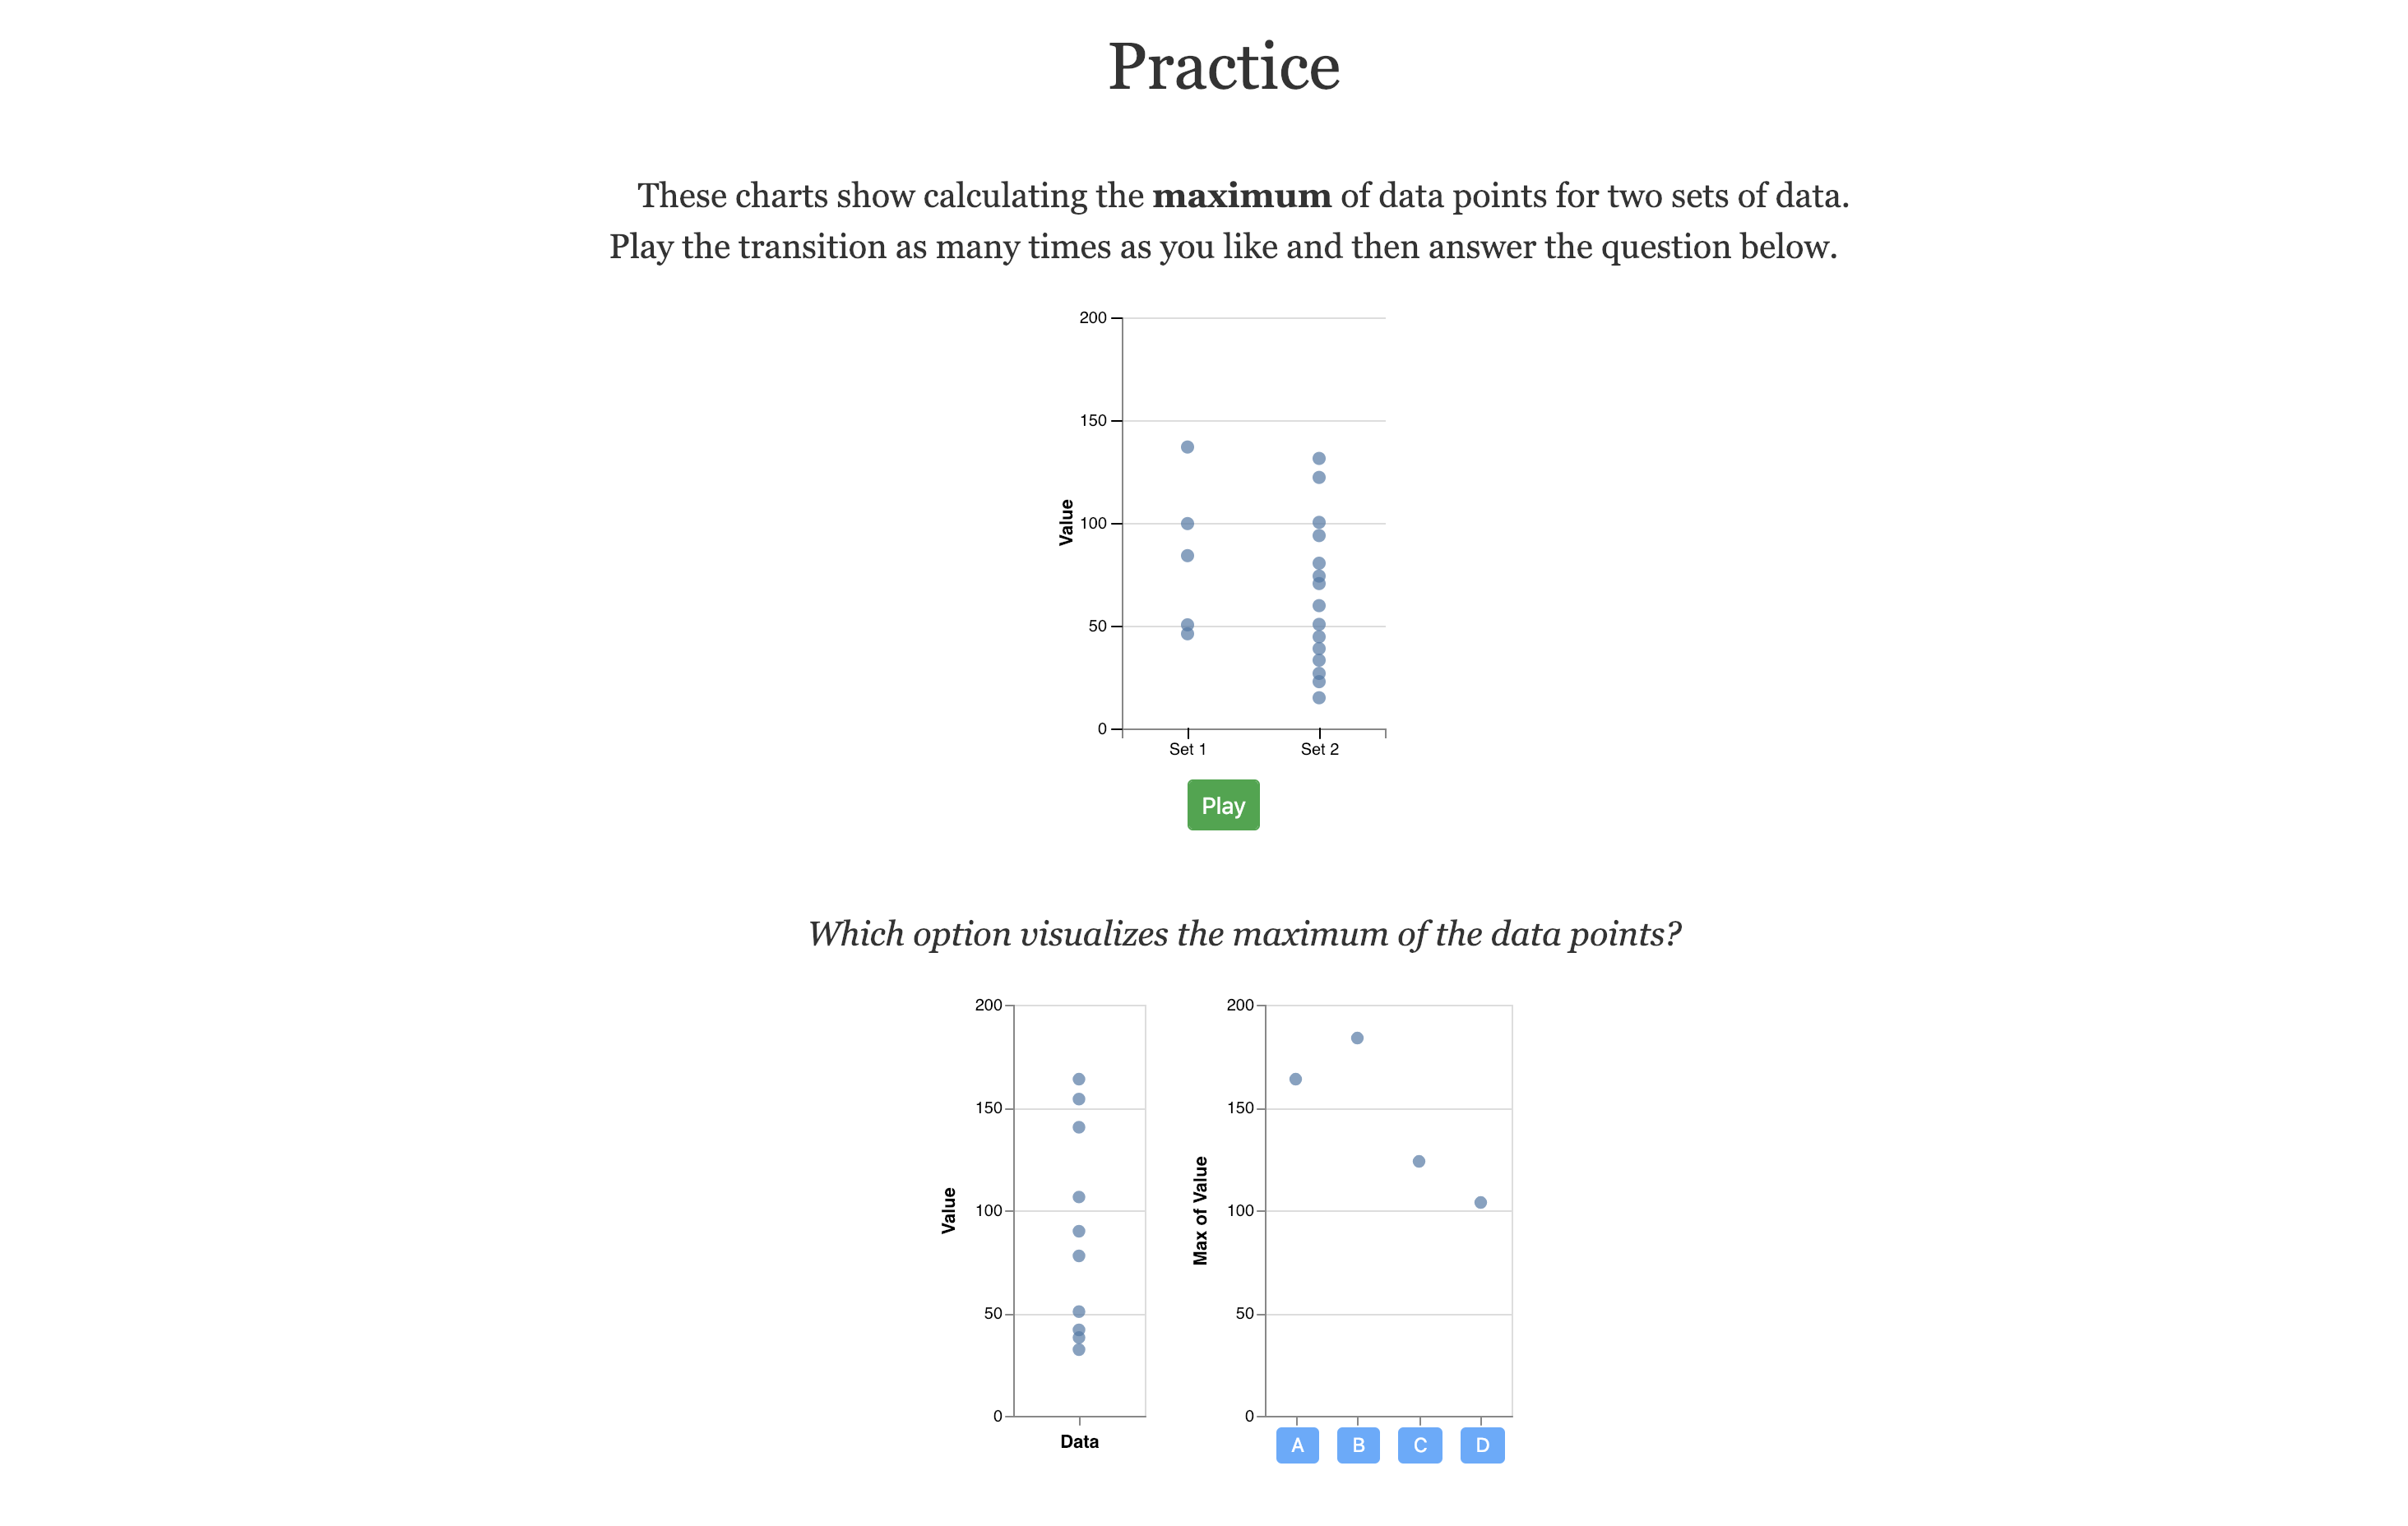 Practice
These charts show calculating the maximum of data points for two sets of data.
Play the transition as many times as you like and then answer the question below.
200
150
100
50
0
Value
Set 1 Set 2
Play
Which option visualizes the maximum of the data points?
200
150
100
50
0
Value
Data
200
150
100
50
0
Max of Value
A B C D